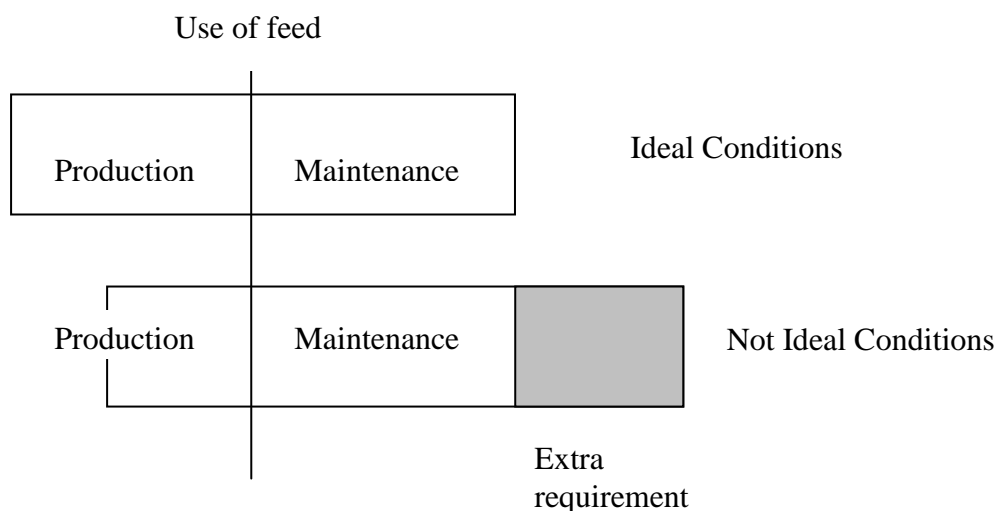 Use of feed
Production
Maintenance
Ideal Conditions
Production
Maintenance
Not Ideal Conditions
Extra
requirement